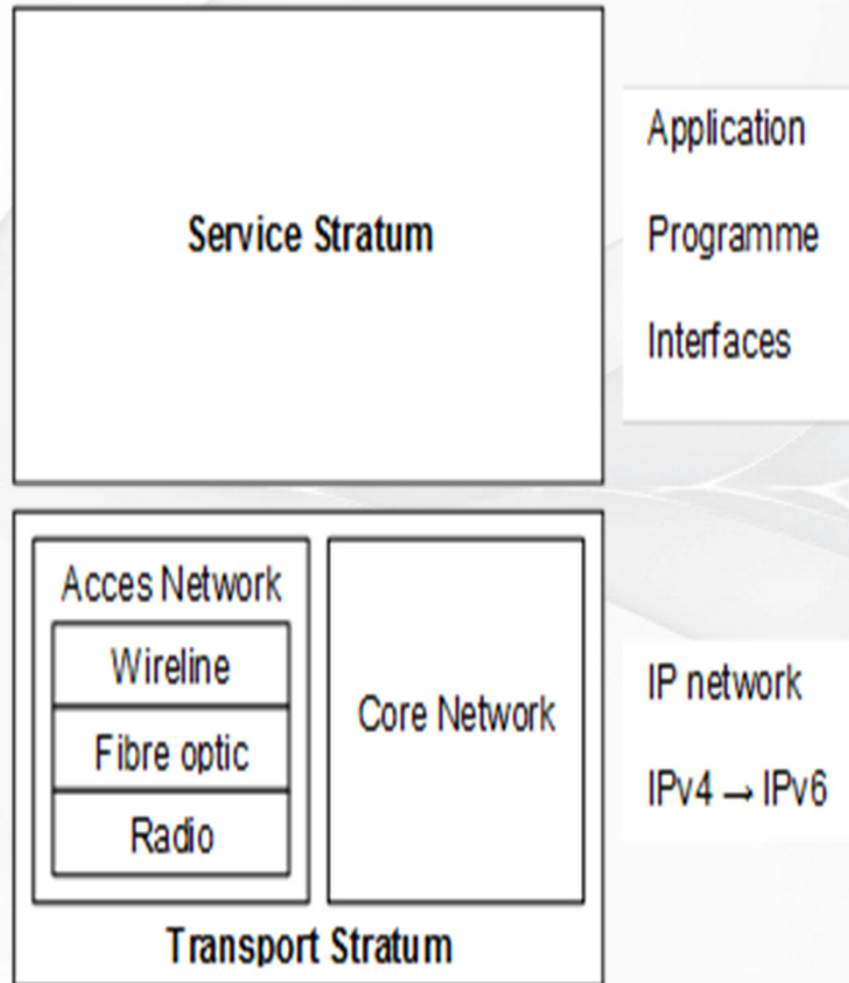 Service Stratum
Application
Programme
Interfaces
Acces Network
Wireline
Fibre optic
Radio
Core Network
Transport Stratum
IP network
IPv4 → IPv6